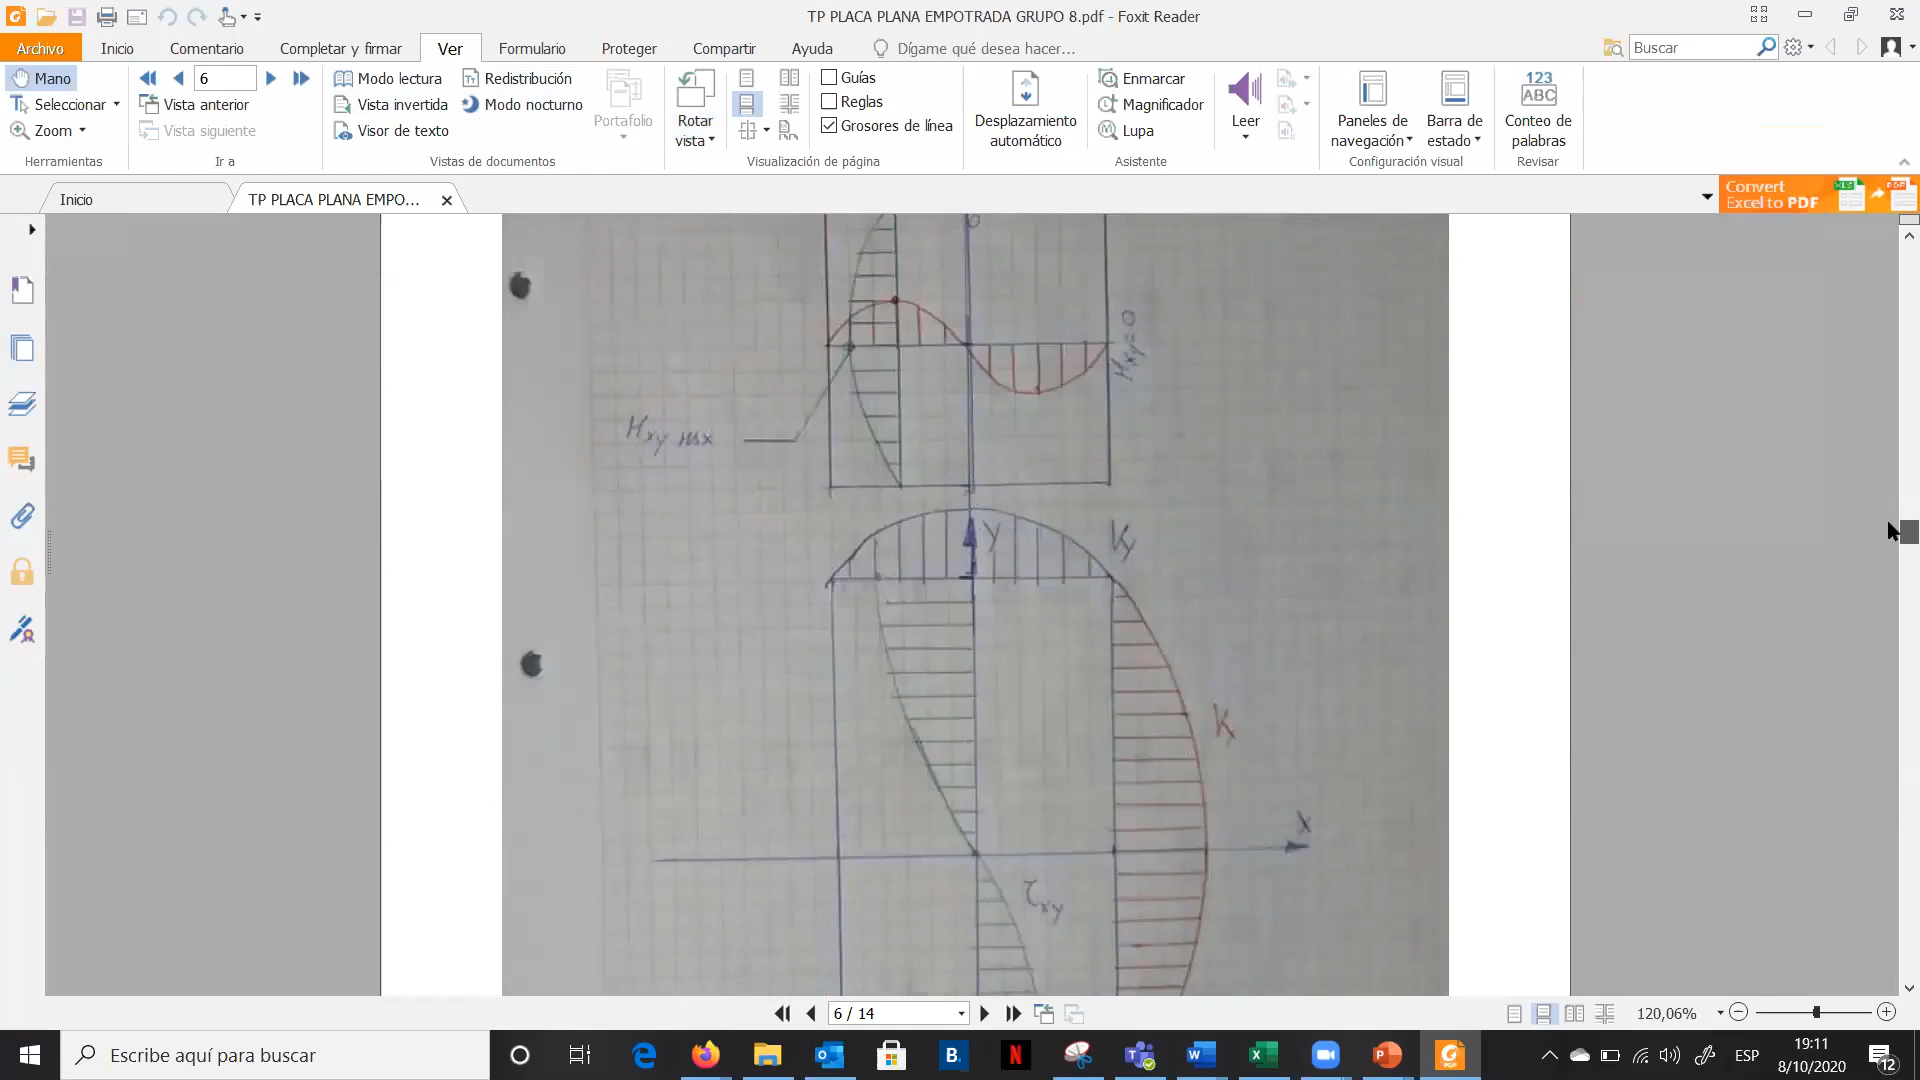 TP PLACA PLANA EMPOTRADA GRUPO 8.pdf - Foxit Reader
Archivo Inicio Comentario Completar y firmar Ver Formulario Proteger Compartir Ayuda Dígame qué desea hacer... Buscar
Mano 6 Modo lectura Redistribución Guías Enmarcar
Seleccionar Vista anterior Vista invertida Modo nocturno Reglas Magnificador
Zoom Vista siguiente Visor de texto Grosores de línea Lupa
Portafolio
Rotar vista
Desplazamiento automático
Leer
Paneles de navegación
Barra de estado
123 ABC
Conteo de palabras
Herramientas Ir a Vistas de documentos Visualización de página Asistente Configuración visual Revisar
Inicio TP PLACA PLANA EMPO...
Convert Excel to PDF
XLS
PDF
Mxy=0
Mxy max
Y
Vy
X
τxy
6 / 14
120,06%
Escribe aquí para buscar
B.
N
ESP
19:11
8/10/2020
12